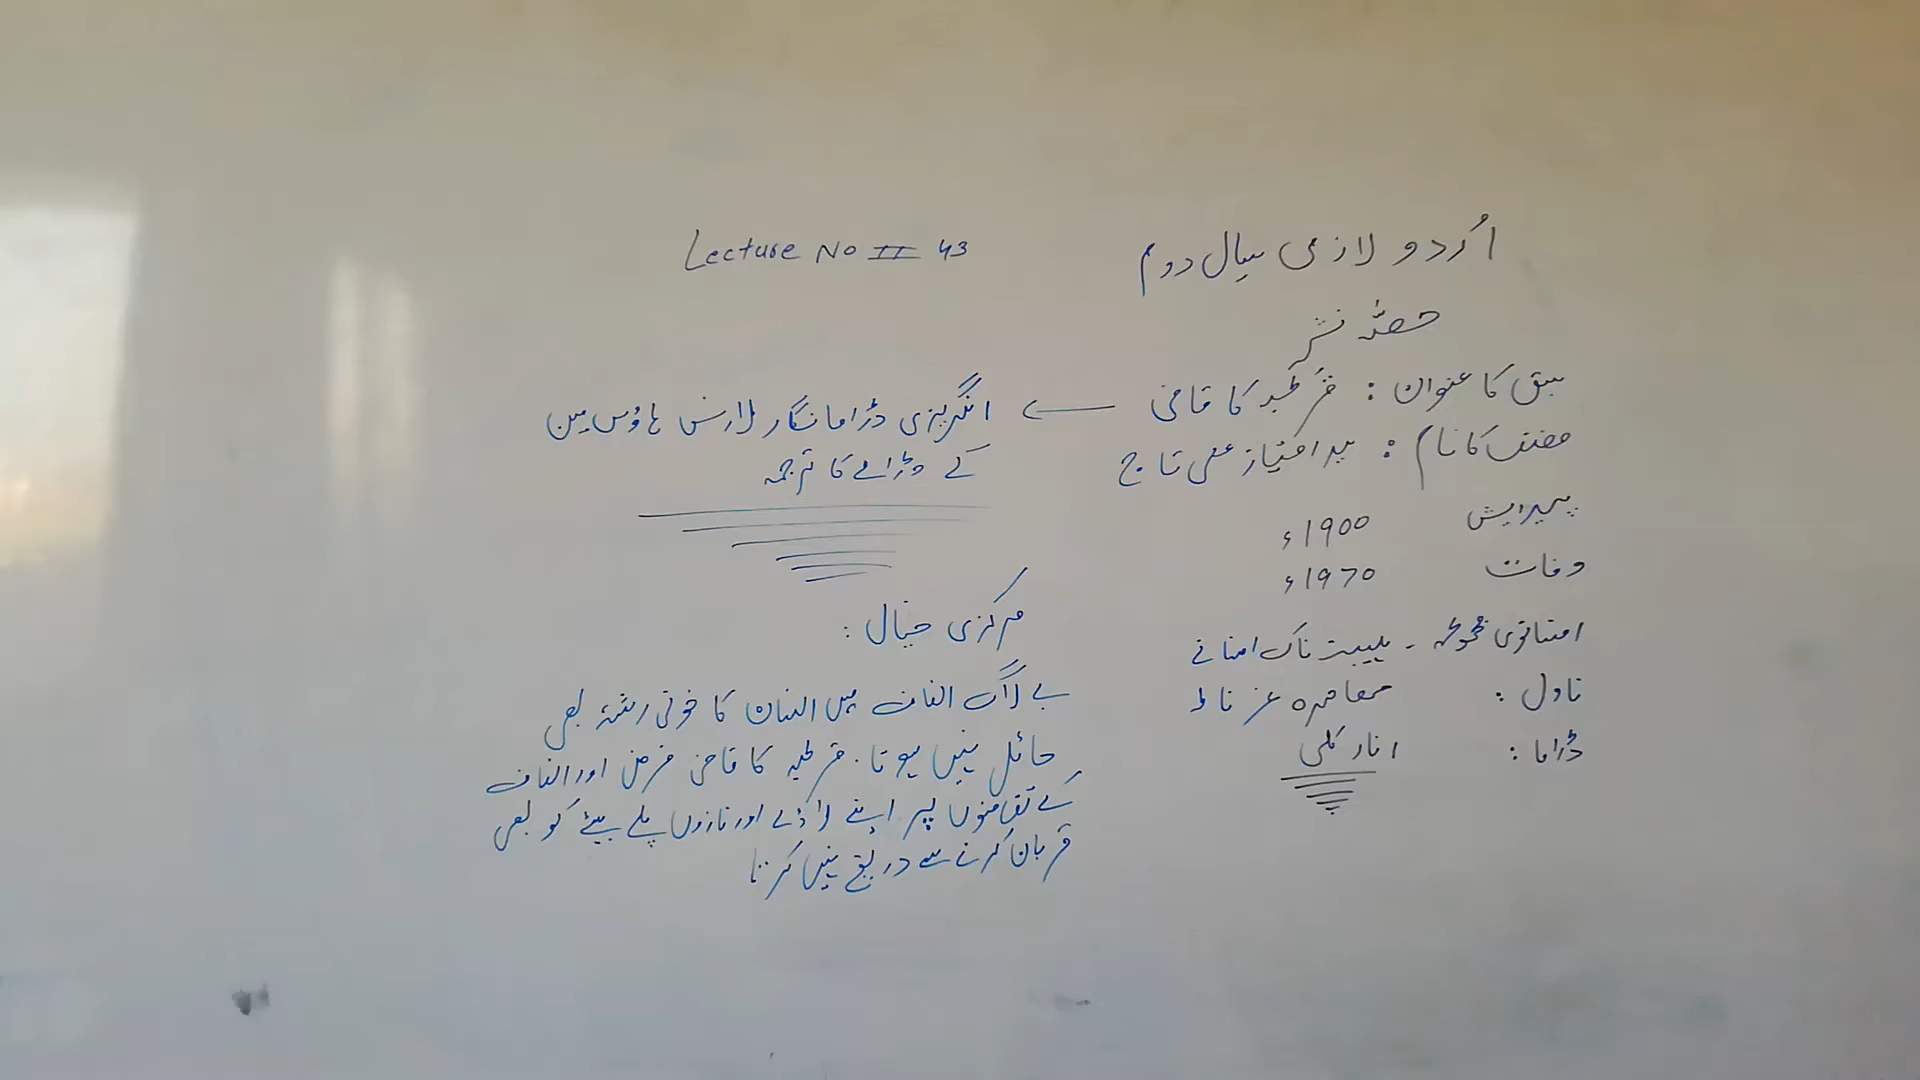 اُردو لازمی سال دوم
Lecture No II 43
حصّہ نثر
سبق کا عنوان : قرطبہ کا قاضی ← انگریزی ڈراما نگار لارنس ہاؤس مین
کے ڈرامے کا ترجمہ
مصنف کا نام : سید امتیاز علی تاج
پیدایش 1900ء
وفات 1970ء
افسانوی مجموعہ - ہیبت ناک افسانے
ناول : محاصرہ غرناطہ
ڈراما : انار کلی
مرکزی خیال :
بے لاگ انصاف میں انسان کا خونی رشتہ بھی
حائل نہیں ہوتا. قرطبہ کا قاضی فرض اور انصاف
کے تقاضوں پر اپنے لاڈلے اور نازوں پلے بیٹے کو بھی
قربان کرنے سے دریغ نہیں کرتا